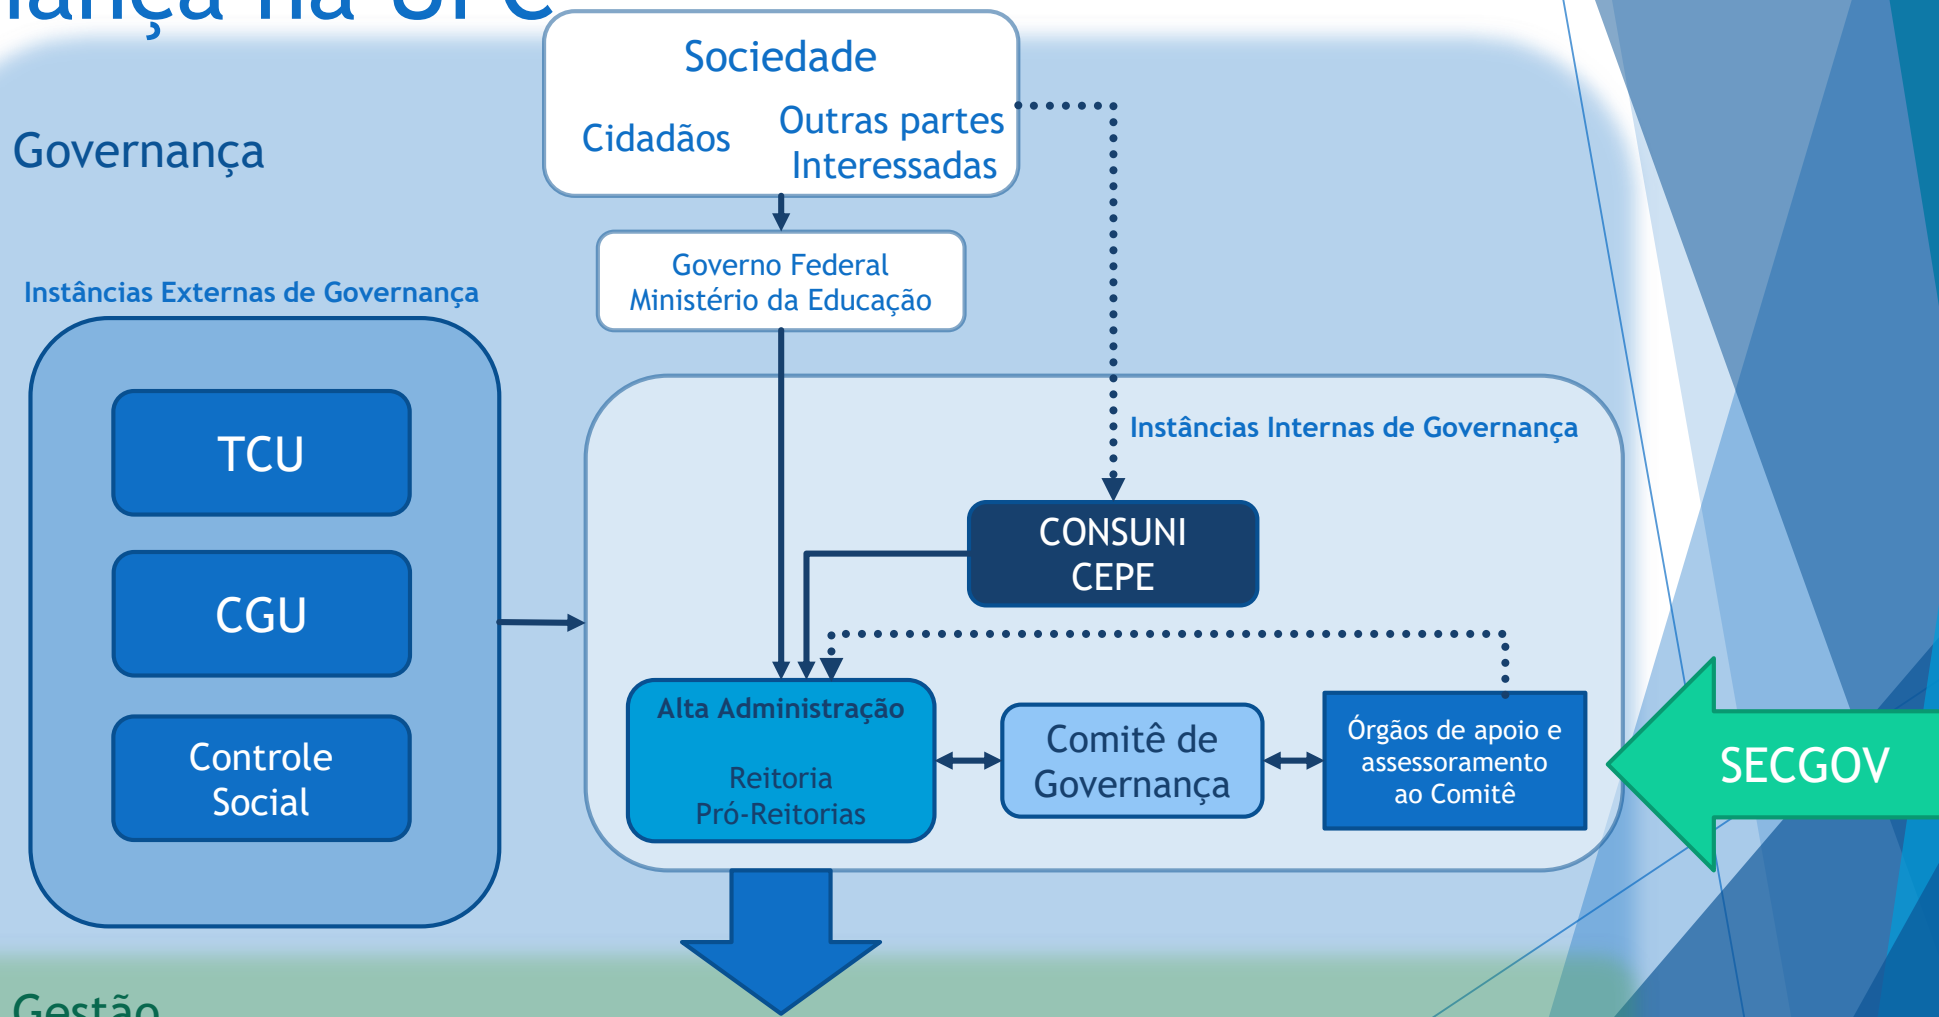 na UFC
Sociedade
Cidadãos
Outras partes
Interessadas
Governança
Governo Federal
Ministério da Educação
Instâncias Externas de Governança
TCU
CGU
Controle
Social
Instâncias Internas de Governança
CONSUNI
CEPE
Alta Administração
Reitoria
Pró-Reitorias
Comitê de
Governança
Órgãos de apoio e
assessoramento
ao Comitê
SECGOV
Gestão